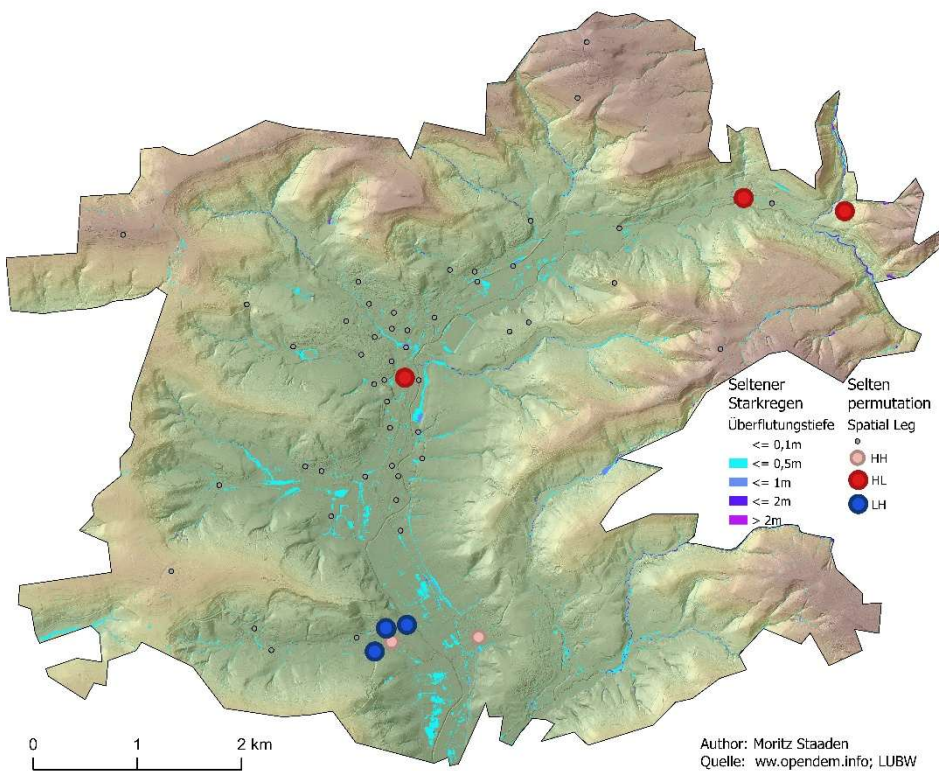 Seltener
Starkregen
Überflutungstiefe
<= 0,1m
<= 0,5m
<= 1m
<= 2m
> 2m
Selten
permutation
Spatial Leg
HH
HL
LH
0 1 2 km
Author: Moritz Staaden
Quelle: ww.opendem.info; LUBW